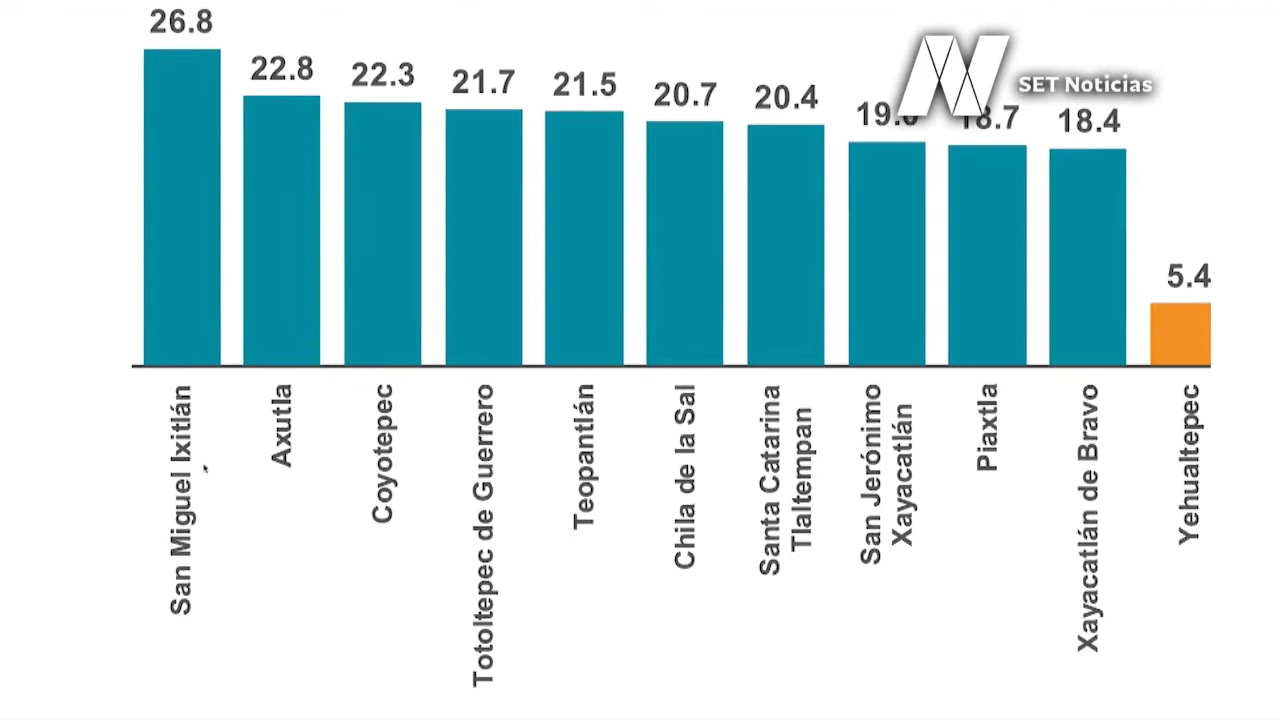 26.8
22.8
22.3
21.7
21.5
20.7
20.4
18.7
18.4
5.4
SET Noticias
San Miguel Ixitlán
Axutla
Coyotepec
Totoltepec de Guerrero
Teopantlán
Chila de la Sal
Santa Catarina
Tlaltempan
San Jerónimo
Xayacatlán
Piaxtla
Xayacatlán de Bravo
Yehualtepec